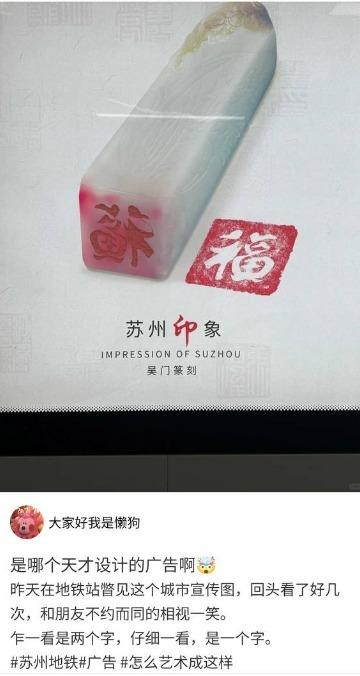 福
福
苏州印象
IMPRESSION OF SUZHOU
吴门篆刻
大家好我是懒狗
是哪个天才设计的广告啊🤯
昨天在地铁站瞥见这个城市宣传图，回头看了好几
次，和朋友不约而同的相视一笑。
乍一看是两个字，仔细一看，是一个字。
#苏州地铁#广告 #怎么艺术成这样